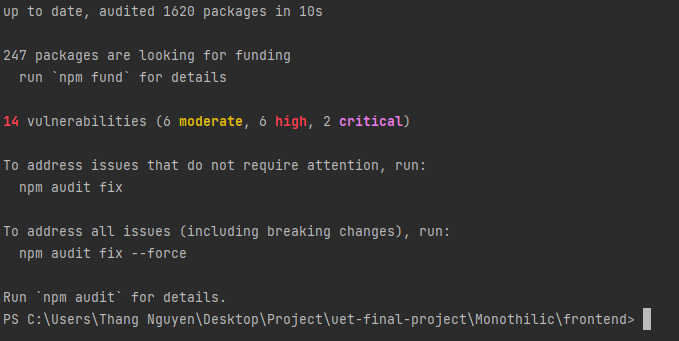 up to date, audited 1620 packages in 10s
247 packages are looking for funding
run `npm fund` for details
14 vulnerabilities (6 moderate, 6 high, 2 critical)
To address issues that do not require attention, run:
npm audit fix
To address all issues (including breaking changes), run:
npm audit fix --force
Run `npm audit` for details.
PS C:\Users\Thang Nguyen\Desktop\Project\uet-final-project\Monothilic\frontend>